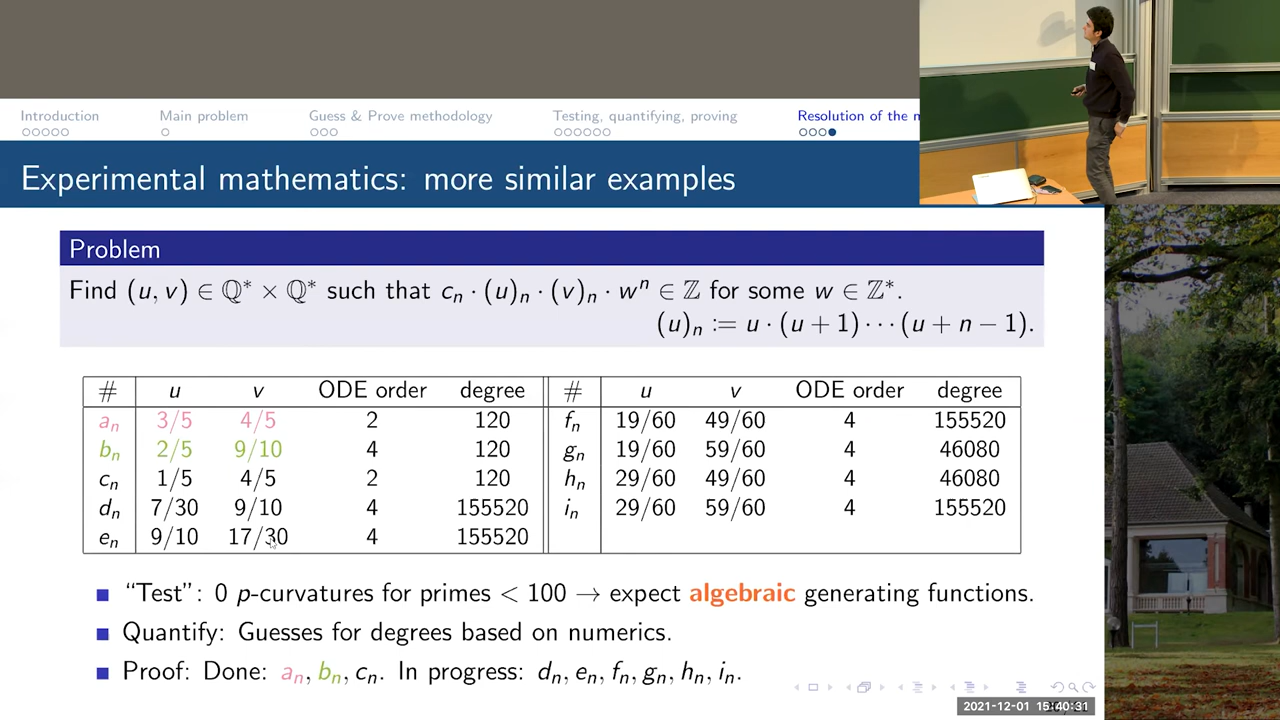 Introduction Main problem Guess & Prove methodology Testing, quantifying, proving Resolution of the
Experimental mathematics: more similar examples
Problem
Find (u, v) ∈ ℚ* × ℚ* such that cₙ · (u)ₙ · (v)ₙ · wⁿ ∈ ℤ for some w ∈ ℤ*.
(u)ₙ := u · (u + 1) · · · (u + n − 1).
# u v ODE order degree # u v ODE order degree
aₙ 3/5 4/5 2 120 fₙ 19/60 49/60 4 155520
bₙ 2/5 9/10 4 120 gₙ 19/60 59/60 4 46080
cₙ 1/5 4/5 2 120 hₙ 29/60 49/60 4 46080
dₙ 7/30 9/10 4 155520 iₙ 29/60 59/60 4 155520
eₙ 9/10 17/30 4 155520
"Test": 0 p-curvatures for primes < 100 → expect algebraic generating functions.
Quantify: Guesses for degrees based on numerics.
Proof: Done: aₙ, bₙ, cₙ. In progress: dₙ, eₙ, fₙ, gₙ, hₙ, iₙ.
2021-12-01 15:40:31